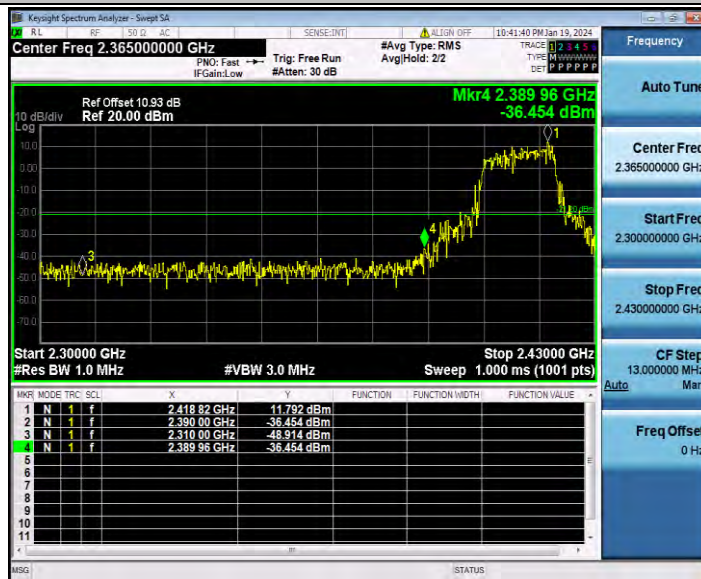 Keysight Spectrum Analyzer - Swept SA
RL RF 50 Ω AC SENSE:INT ALIGN OFF 10:41:40 PM Jan 19, 2024
Center Freq 2.365000000 GHz
PNO: Fast
IFGain:Low
Trig: Free Run
#Atten: 30 dB
#Avg Type: RMS
Avg|Hold: 2/2
TRACE 1 2 3 4 5 6
TYPE M W W W W W
DET P P P P P P
Frequency
Auto Tune
Center Freq
2.365000000 GHz
Start Freq
2.300000000 GHz
Stop Freq
2.430000000 GHz
CF Step
13.000000 MHz
Auto Man
Freq Offset
0 Hz
Ref Offset 10.93 dB
10 dB/div Ref 20.00 dBm
Log
Mkr4 2.389 96 GHz
-36.454 dBm
10.0
0.00
-10.0
-20.0
-30.0
-40.0
-50.0
-60.0
-70.0
1
4
3
Start 2.30000 GHz Stop 2.43000 GHz
#Res BW 1.0 MHz #VBW 3.0 MHz Sweep 1.000 ms (1001 pts)
MKR MODE TRC SCL X Y FUNCTION FUNCTION WIDTH FUNCTION VALUE
1 N 1 f 2.418 82 GHz 11.792 dBm
2 N 1 f 2.390 00 GHz -36.454 dBm
3 N 1 f 2.310 00 GHz -48.914 dBm
4 N 1 f 2.389 96 GHz -36.454 dBm
5
6
7
8
9
10
11
MSG STATUS